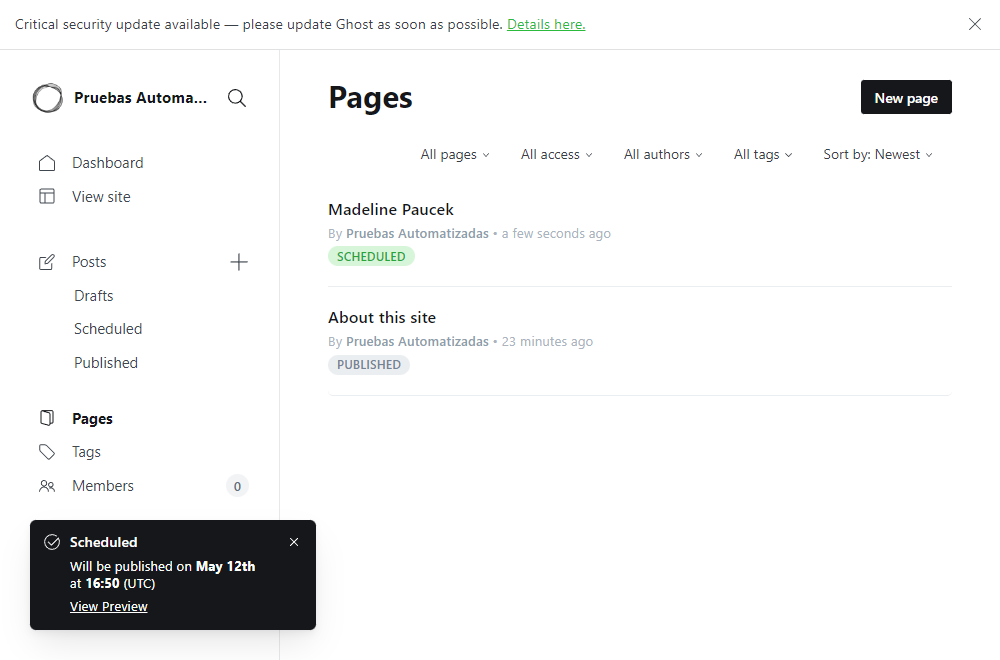 Critical security update available — please update Ghost as soon as possible. Details here.
Pruebas Automa...
Dashboard
View site
Posts
Drafts
Scheduled
Published
Pages
Tags
Members 0
Scheduled
Will be published on May 12th
at 16:50 (UTC)
View Preview
Pages
New page
All pages All access All authors All tags Sort by: Newest
Madeline Paucek
By Pruebas Automatizadas • a few seconds ago
SCHEDULED
About this site
By Pruebas Automatizadas • 23 minutes ago
PUBLISHED